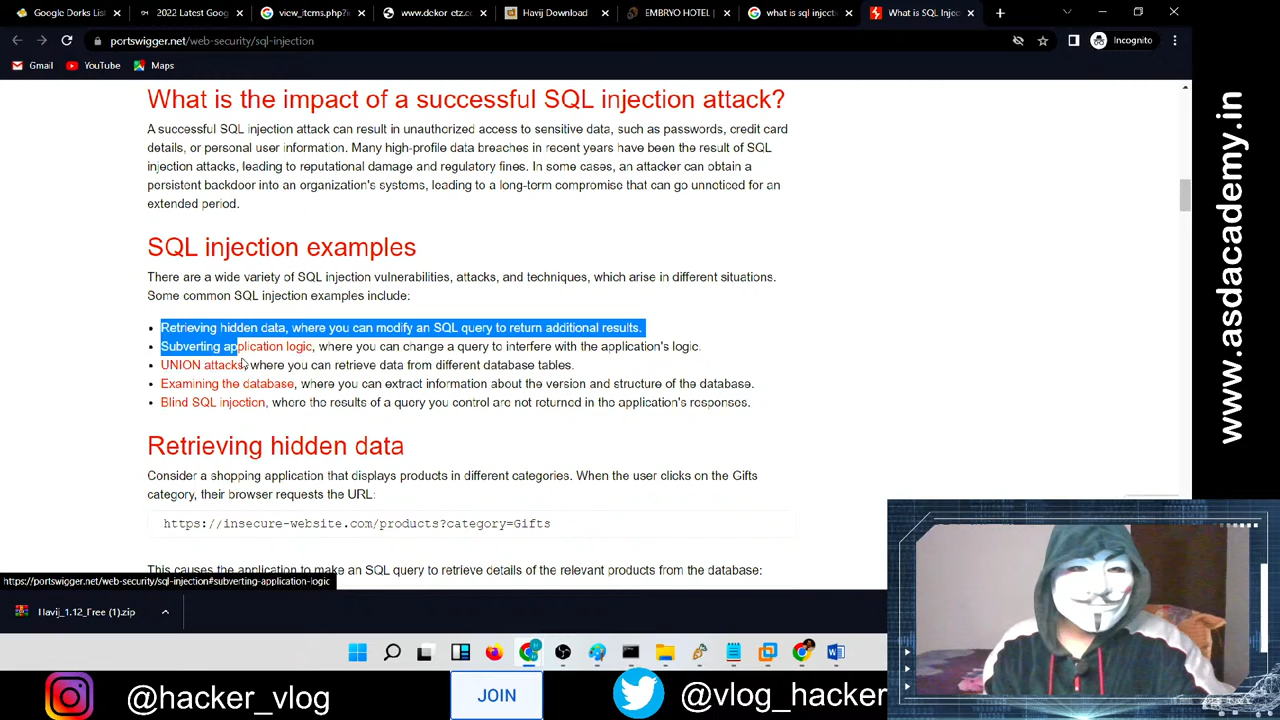 Google Dorks List
2022 Latest Goog
view_items.php?i
www.dekor-etz.co
Havij Download
EMBRYO HOTEL |
what is sql injecti
What is SQL Injec
portswigger.net/web-security/sql-injection
Incognito
Gmail
YouTube
Maps
What is the impact of a successful SQL injection attack?
A successful SQL injection attack can result in unauthorized access to sensitive data, such as passwords, credit card
details, or personal user information. Many high-profile data breaches in recent years have been the result of SQL
injection attacks, leading to reputational damage and regulatory fines. In some cases, an attacker can obtain a
persistent backdoor into an organization's systems, leading to a long-term compromise that can go unnoticed for an
extended period.
SQL injection examples
There are a wide variety of SQL injection vulnerabilities, attacks, and techniques, which arise in different situations.
Some common SQL injection examples include:
• Retrieving hidden data, where you can modify an SQL query to return additional results.
• Subverting application logic, where you can change a query to interfere with the application's logic.
• UNION attacks, where you can retrieve data from different database tables.
• Examining the database, where you can extract information about the version and structure of the database.
• Blind SQL injection, where the results of a query you control are not returned in the application's responses.
Retrieving hidden data
Consider a shopping application that displays products in different categories. When the user clicks on the Gifts
category, their browser requests the URL:
https://insecure-website.com/products?category=Gifts
This causes the application to make an SQL query to retrieve details of the relevant products from the database:
https://portswigger.net/web-security/sql-injection#subverting-application-logic
Havij_1.12_Free (1).zip
www.asdacademy.in
@hacker_vlog
JOIN
@vlog_hacker